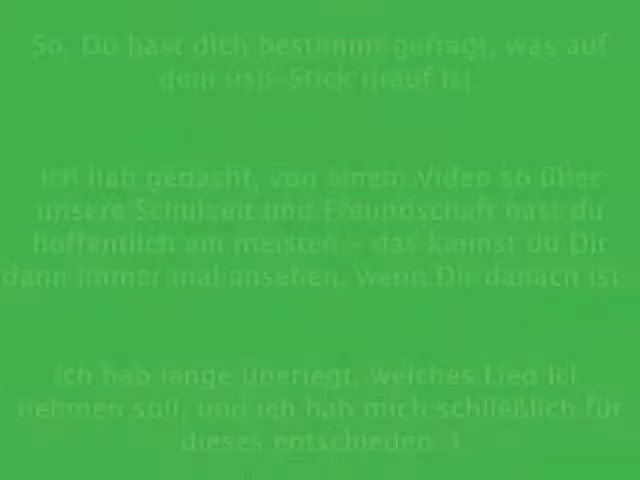 So. Du hast dich bestimmt gefragt, was auf
dem usb-Stick drauf ist.
Ich hab gedacht, von einem Video so über
unsere Schulzeit und Freundschaft hast du
hoffentlich am meisten - das kannst du Dir
dann immer mal ansehen, wenn Dir danach ist.
Ich hab lange überlegt, welches Lied ich
nehmen soll, und ich hab mich schließlich für
dieses entschieden :)